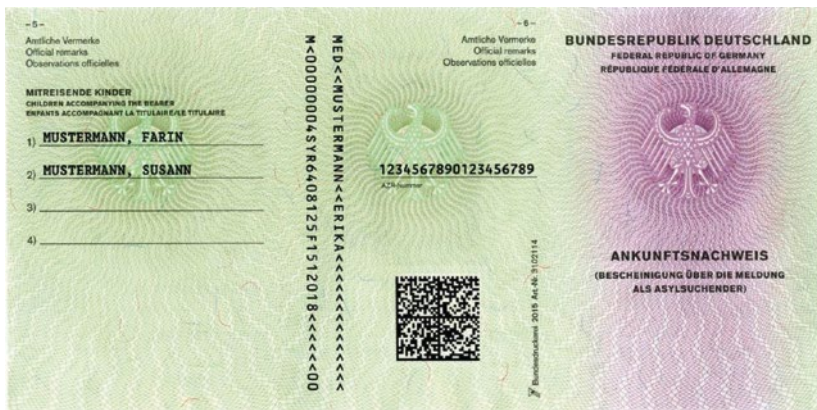 – 5 –
Amtliche Vermerke
Official remarks
Observations officielles
MITREISENDE KINDER
CHILDREN ACCOMPANYING THE BEARER
ENFANTS ACCOMPAGNANT LA TITULAIRE/LE TITULAIRE
1) MUSTERMANN, FARIN
2) MUSTERMANN, SUSANN
3)
4)
MED<<MUSTERMANN<<ERIKA<<<<<<<<<<<<<<
M<00000004SYR6408125F1512018<<<<<<00
– 6 –
Amtliche Vermerke
Official remarks
Observations officielles
1234567890123456789
AZR-Nummer
Bundesdruckerei 2015 Art.-Nr. 3102114
BUNDESREPUBLIK DEUTSCHLAND
FEDERAL REPUBLIC OF GERMANY
RÉPUBLIQUE FÉDÉRALE D'ALLEMAGNE
ANKUNFTSNACHWEIS
(BESCHEINIGUNG ÜBER DIE MELDUNG
ALS ASYLSUCHENDER)